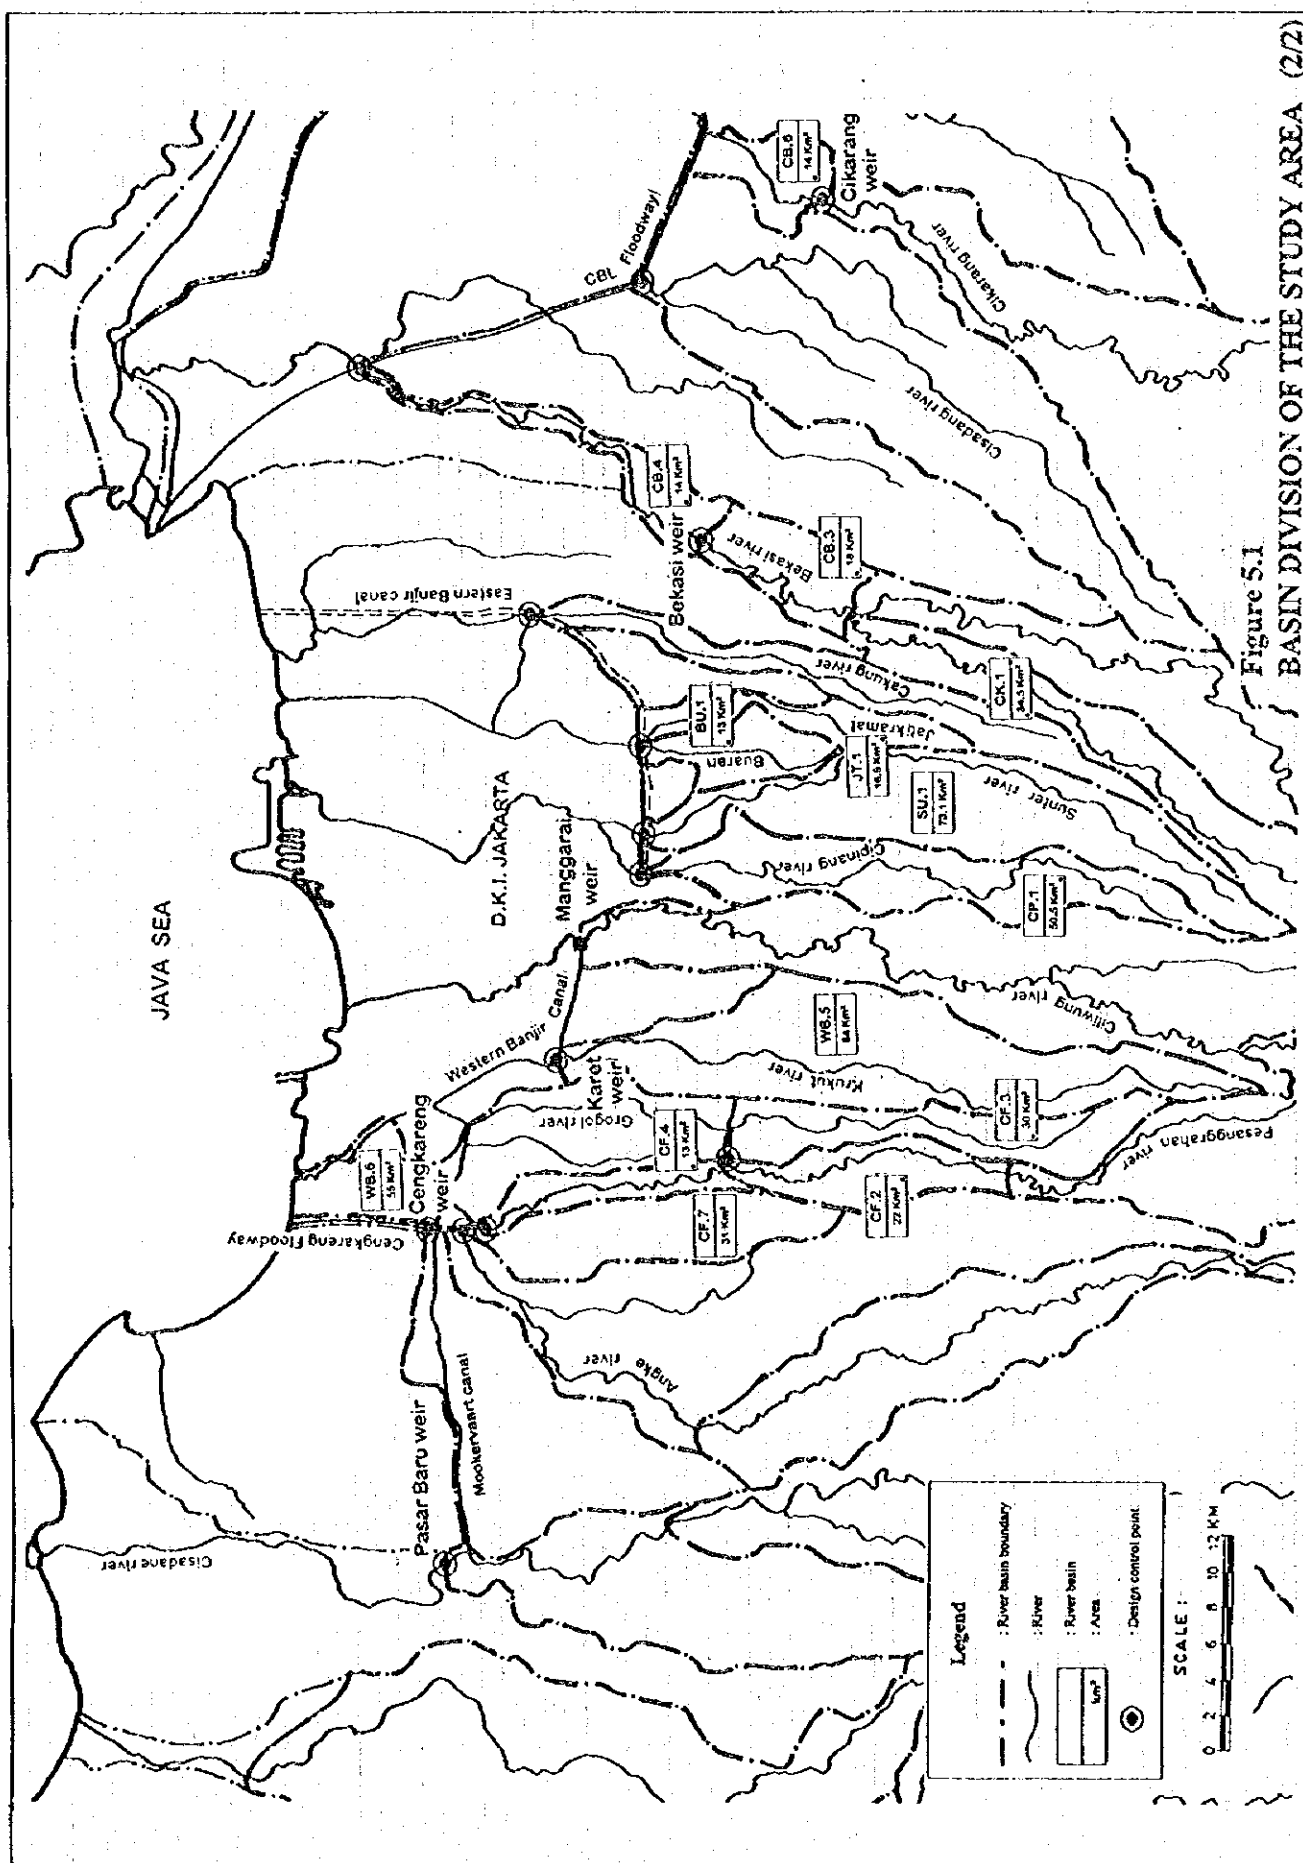 JAVA SEA
D.K.I. JAKARTA
Cisadane river
Pasar Baru weir
Mookervaart canal
Cengkareng Floodway
Cengkareng
weir
WB.6
Western Banjir Canal
Karet
weir
Grogol river
Angke
river
CF.4
13 Km²
CF.7
31 Km²
CF.2
22 Km²
CF.3
30 Km²
Pesanggrahan
river
Krukut river
WB.5
Ciliwung
river
Manggarai
weir
CP.1
50.5 Km²
Cipinang river
SU.1
73.1 Km²
Sunter river
Buaran
BU.1
13 Km²
JT.1
Jatikramat
Cakung river
CK.1
Eastern Banjir canal
Bekasi weir
Bekasi river
CB.3
CB.4
14 Km²
CBL Floodway
Cisadang river
Cikarang river
Cikarang
weir
14 Km²
Legend
: River basin boundary
: River
: River basin
: Area
km²
: Design control point
SCALE :
0 2 4 6 8 10 12 KM
Figure 5.1
BASIN DIVISION OF THE STUDY AREA (2/2)